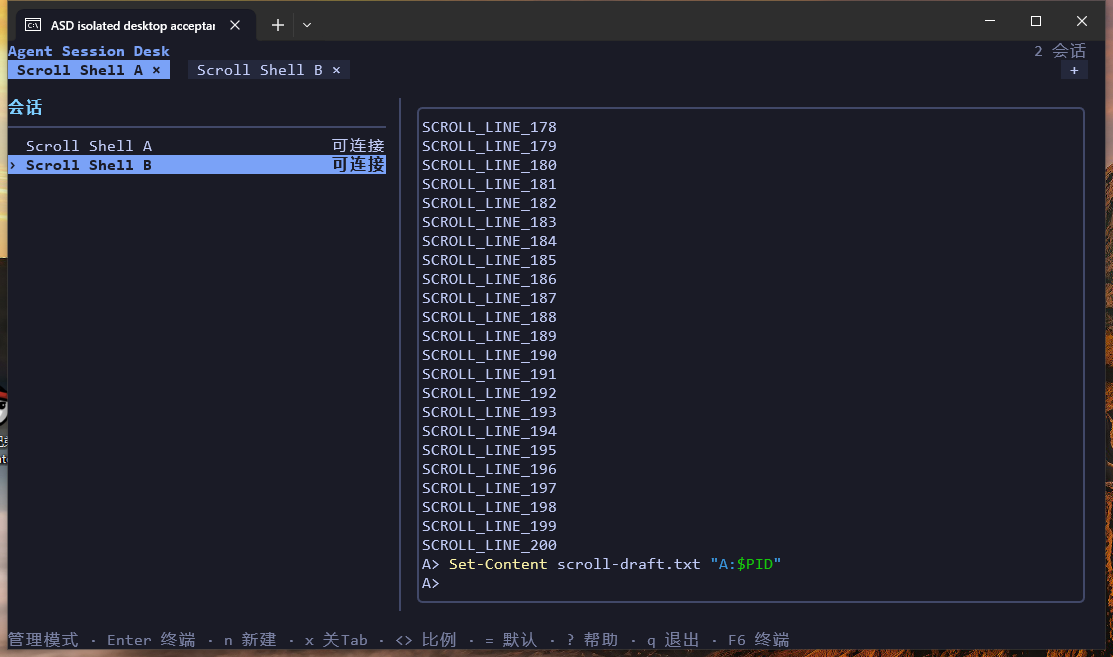 ASD isolated desktop acceptar
Agent Session Desk
2 会话
Scroll Shell A ×
Scroll Shell B ×
+
会话
Scroll Shell A 可连接
› Scroll Shell B 可连接
SCROLL_LINE_178
SCROLL_LINE_179
SCROLL_LINE_180
SCROLL_LINE_181
SCROLL_LINE_182
SCROLL_LINE_183
SCROLL_LINE_184
SCROLL_LINE_185
SCROLL_LINE_186
SCROLL_LINE_187
SCROLL_LINE_188
SCROLL_LINE_189
SCROLL_LINE_190
SCROLL_LINE_191
SCROLL_LINE_192
SCROLL_LINE_193
SCROLL_LINE_194
SCROLL_LINE_195
SCROLL_LINE_196
SCROLL_LINE_197
SCROLL_LINE_198
SCROLL_LINE_199
SCROLL_LINE_200
A> Set-Content scroll-draft.txt "A:$PID"
A>
管理模式 · Enter 终端 · n 新建 · x 关Tab · <> 比例 · = 默认 · ? 帮助 · q 退出 · F6 终端